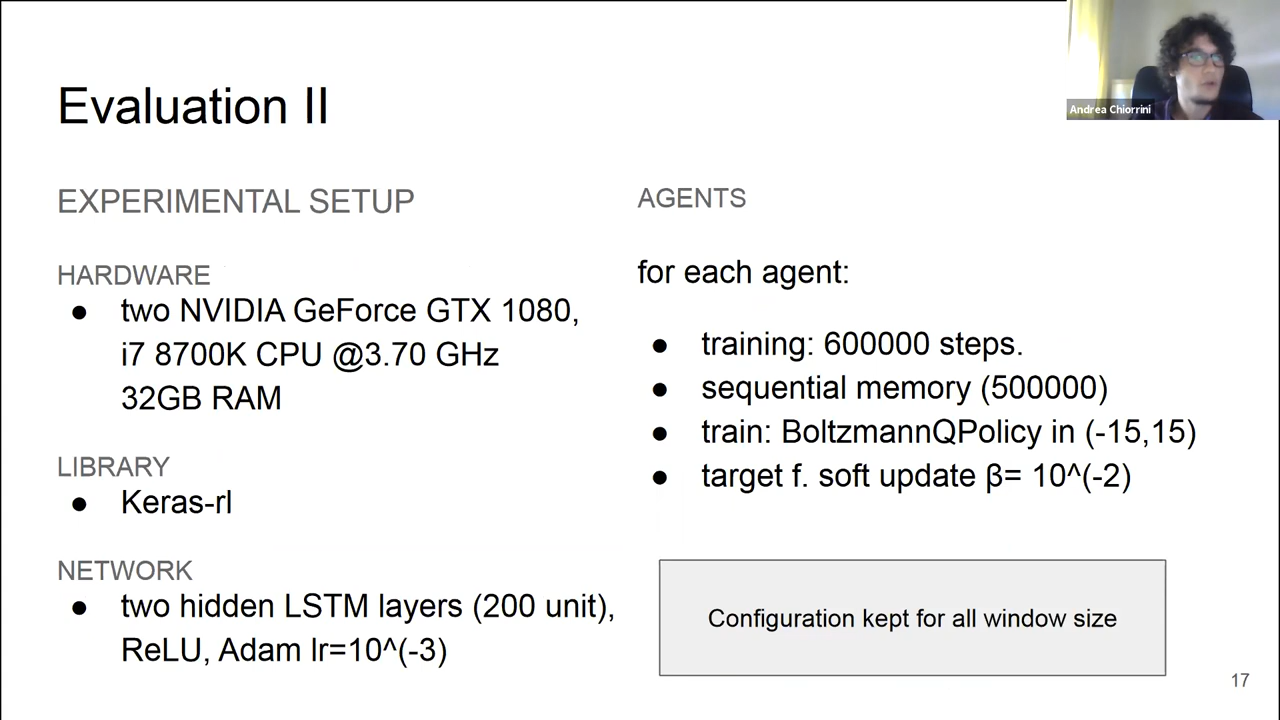 Evaluation II
Andrea Chiorrini
EXPERIMENTAL SETUP
HARDWARE
● two NVIDIA GeForce GTX 1080,
i7 8700K CPU @3.70 GHz
32GB RAM
LIBRARY
● Keras-rl
NETWORK
● two hidden LSTM layers (200 unit),
ReLU, Adam lr=10^(-3)
AGENTS
for each agent:
● training: 600000 steps.
● sequential memory (500000)
● train: BoltzmannQPolicy in (-15,15)
● target f. soft update β= 10^(-2)
Configuration kept for all window size
17